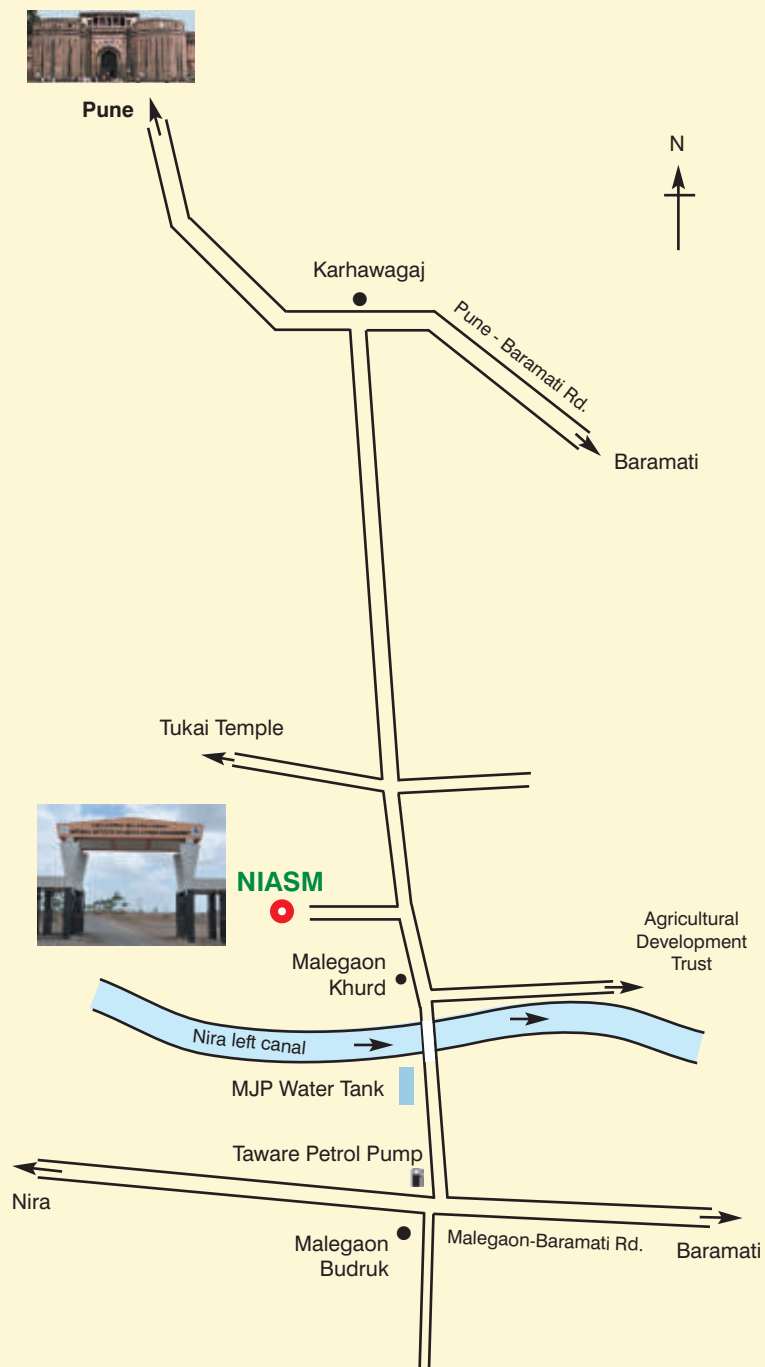 Pune
N
Karhawagaj
Pune - Baramati Rd.
Baramati
Tukai Temple
NIASM
Agricultural
Development
Trust
Malegaon
Khurd
Nira left canal
MJP Water Tank
Taware Petrol Pump
Nira
Malegaon
Budruk
Malegaon-Baramati Rd.
Baramati